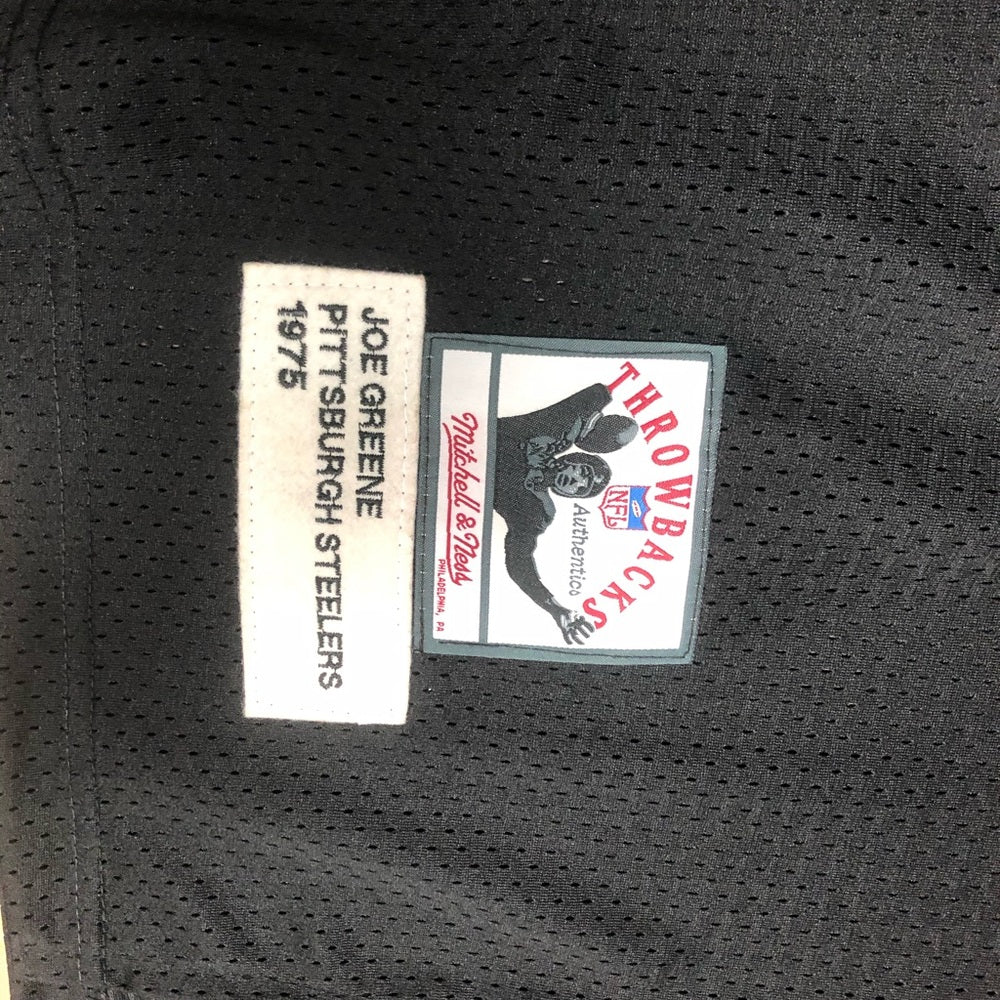 THROWBACKS
NFL
Authentics
Mitchell & Ness
PHILADELPHIA, PA
JOE GREENE
PITTSBURGH STEELERS
1975